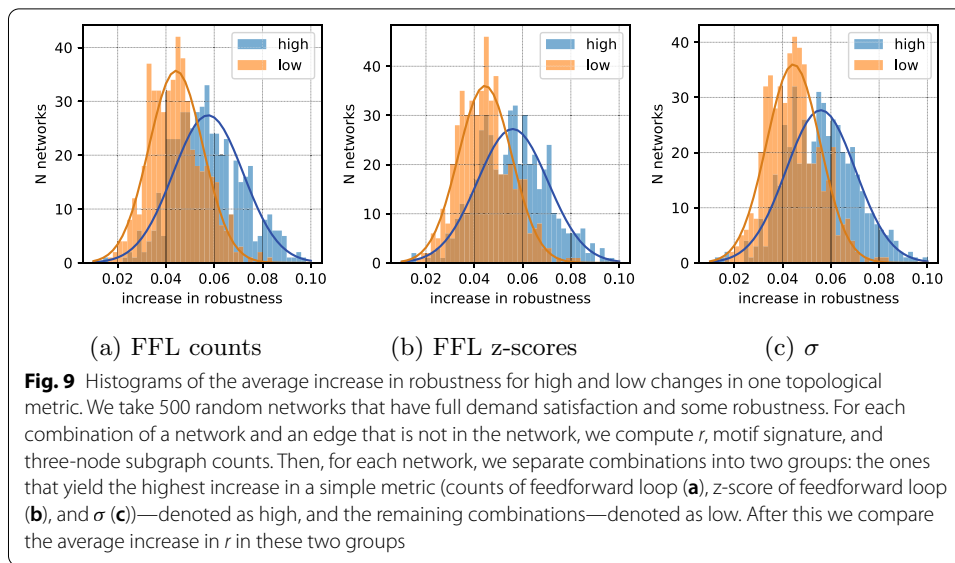 high
low
high
low
high
low
40
30
20
10
0
N networks
0.02 0.04 0.06 0.08 0.10
increase in robustness
40
30
20
10
0
N networks
0.02 0.04 0.06 0.08 0.10
increase in robustness
40
30
20
10
0
N networks
0.02 0.04 0.06 0.08 0.10
increase in robustness
(a) FFL counts
(b) FFL z-scores
(c) σ
Fig. 9 Histograms of the average increase in robustness for high and low changes in one topological
metric. We take 500 random networks that have full demand satisfaction and some robustness. For each
combination of a network and an edge that is not in the network, we compute r, motif signature, and
three-node subgraph counts. Then, for each network, we separate combinations into two groups: the ones
that yield the highest increase in a simple metric (counts of feedforward loop (a), z-score of feedforward loop
(b), and σ (c))—denoted as high, and the remaining combinations—denoted as low. After this we compare
the average increase in r in these two groups